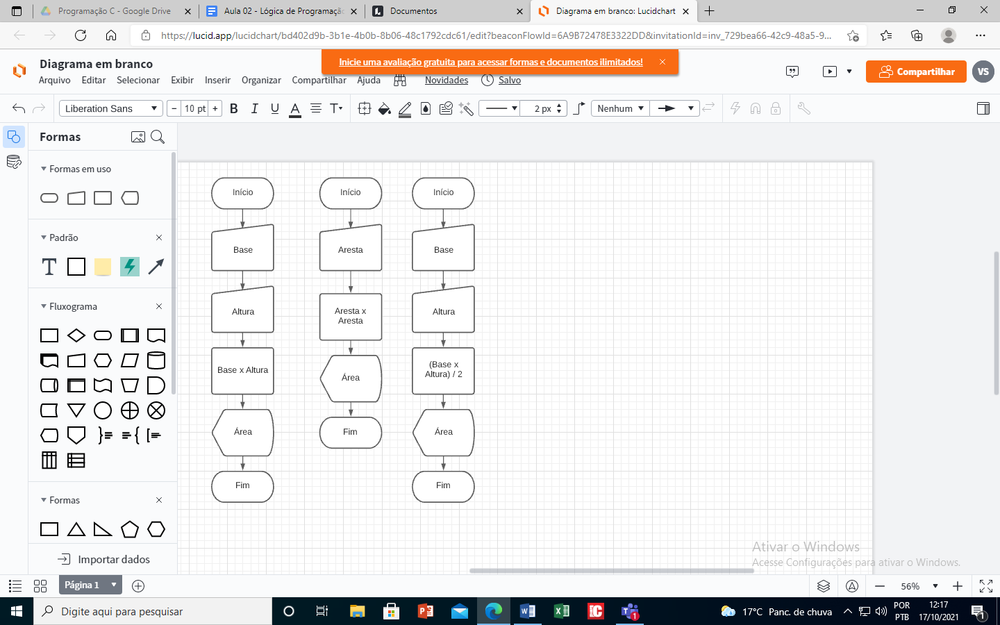 Programação C - Google Drive
Aula 02 - Lógica de Programação
Documentos
Diagrama em branco: Lucidchart
https://lucid.app/lucidchart/bd402d9b-3b1e-4b0b-8b06-48c1792cdc61/edit?beaconFlowId=6A9B72478E3322DD&invitationId=inv_729bea66-42c9-48a5-9...
Inicie uma avaliação gratuita para acessar formas e documentos ilimitados!
Diagrama em branco
Arquivo Editar Selecionar Exibir Inserir Organizar Compartilhar Ajuda Novidades Salvo
Compartilhar
VS
Liberation Sans
10 pt
B I U A T
2 px
Nenhum
Formas
Formas em uso
Padrão
T
Fluxograma
Formas
Importar dados
Início
Base
Altura
Base x Altura
Área
Fim
Início
Aresta
Aresta x
Aresta
Área
Fim
Início
Base
Altura
(Base x
Altura) / 2
Área
Fim
Ativar o Windows
Acesse Configurações para ativar o Windows.
Página 1
56%
Digite aqui para pesquisar
1
17°C Panc. de chuva
POR
PTB
12:17
17/10/2021
1